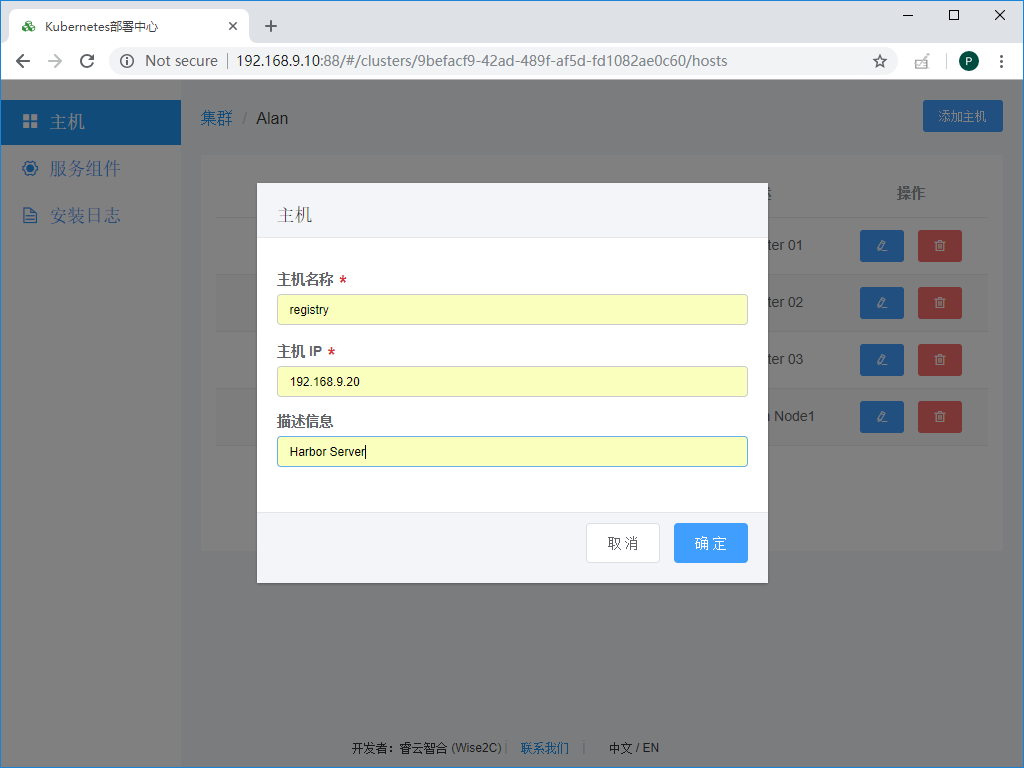 Kubernetes部署中心
Not secure
192.168.9.10:88/#/clusters/9befacf9-42ad-489f-af5d-fd1082ae0c60/hosts
P
主机
服务组件
安装日志
集群 / Alan
添加主机
操作
ter 01
ter 02
ter 03
Node1
主机
主机名称 *
registry
主机 IP *
192.168.9.20
描述信息
Harbor Server
取消
确定
开发者：睿云智合 (Wise2C) | 联系我们 | 中文 / EN